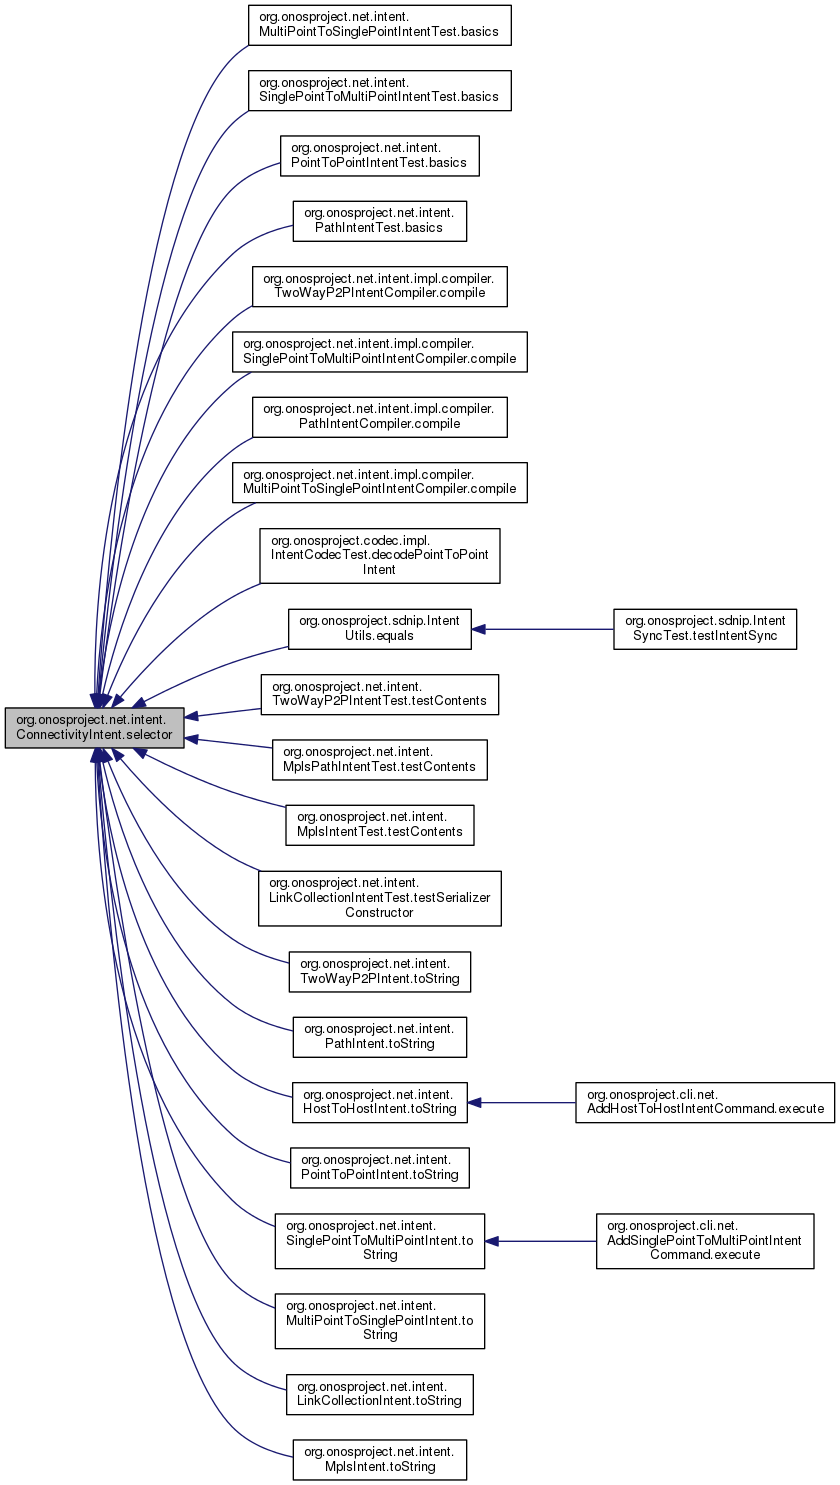 org.onosproject.net.intent.
MultiPointToSinglePointIntentTest.basics
org.onosproject.net.intent.
SinglePointToMultiPointIntentTest.basics
org.onosproject.net.intent.
PointToPointIntentTest.basics
org.onosproject.net.intent.
PathIntentTest.basics
org.onosproject.net.intent.impl.compiler.
TwoWayP2PIntentCompiler.compile
org.onosproject.net.intent.impl.compiler.
SinglePointToMultiPointIntentCompiler.compile
org.onosproject.net.intent.impl.compiler.
PathIntentCompiler.compile
org.onosproject.net.intent.impl.compiler.
MultiPointToSinglePointIntentCompiler.compile
org.onosproject.codec.impl.
IntentCodecTest.decodePointToPoint
Intent
org.onosproject.sdnip.Intent
Utils.equals
org.onosproject.sdnip.Intent
SyncTest.testIntentSync
org.onosproject.net.intent.
TwoWayP2PIntentTest.testContents
org.onosproject.net.intent.
ConnectivityIntent.selector
org.onosproject.net.intent.
MplsPathIntentTest.testContents
org.onosproject.net.intent.
MplsIntentTest.testContents
org.onosproject.net.intent.
LinkCollectionIntentTest.testSerializer
Constructor
org.onosproject.net.intent.
TwoWayP2PIntent.toString
org.onosproject.net.intent.
PathIntent.toString
org.onosproject.net.intent.
HostToHostIntent.toString
org.onosproject.cli.net.
AddHostToHostIntentCommand.execute
org.onosproject.net.intent.
PointToPointIntent.toString
org.onosproject.net.intent.
SinglePointToMultiPointIntent.to
String
org.onosproject.cli.net.
AddSinglePointToMultiPointIntent
Command.execute
org.onosproject.net.intent.
MultiPointToSinglePointIntent.to
String
org.onosproject.net.intent.
LinkCollectionIntent.toString
org.onosproject.net.intent.
MplsIntent.toString